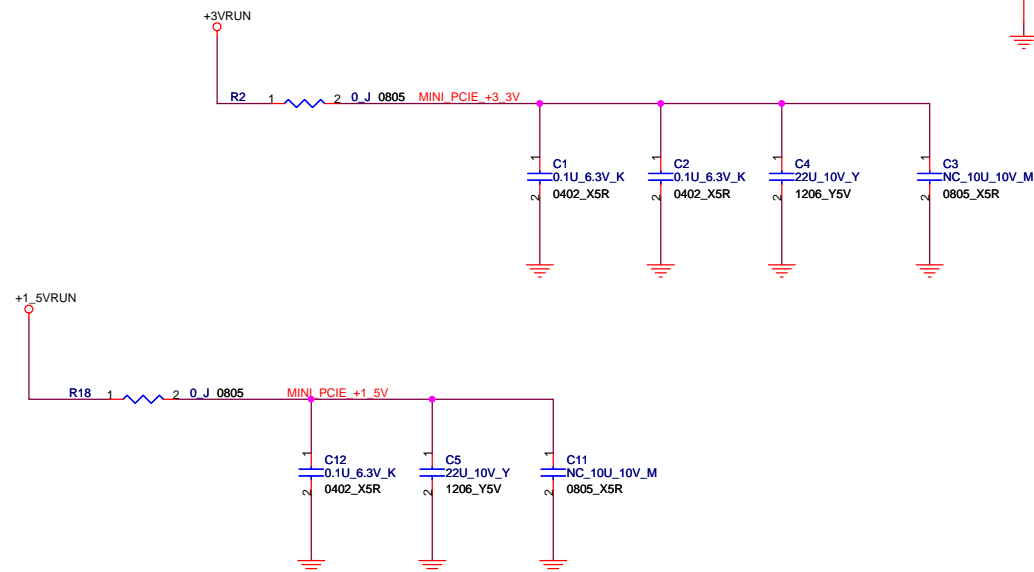 +3VRUN
R2 1 2 0_J 0805 MINI_PCIE_+3_3V
1 1 1 1
C1 C2 C4 C3
0.1U_6.3V_K 0.1U_6.3V_K 22U_10V_Y NC_10U_10V_M
0402_X5R 0402_X5R 1206_Y5V 0805_X5R
2 2 2 2
+1_5VRUN
R18 1 2 0_J 0805 MINI_PCIE_+1_5V
1 1 1
C12 C5 C11
0.1U_6.3V_K 22U_10V_Y NC_10U_10V_M
0402_X5R 1206_Y5V 0805_X5R
2 2 2